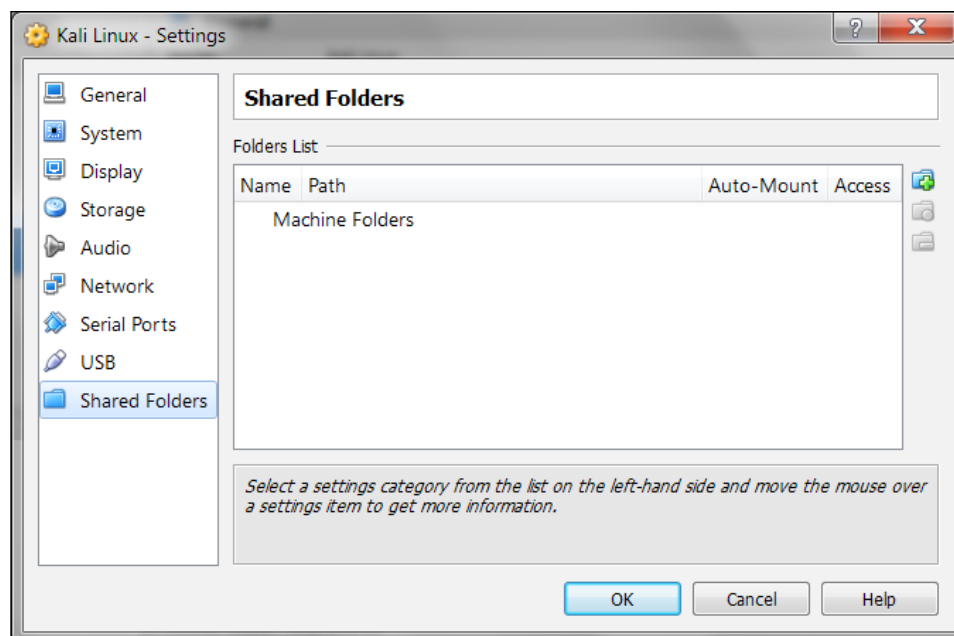 Kali Linux - Settings
General
System
Display
Storage
Audio
Network
Serial Ports
USB
Shared Folders
Shared Folders
Folders List
Name Path Auto-Mount Access
Machine Folders
Select a settings category from the list on the left-hand side and move the mouse over
a settings item to get more information.
OK Cancel Help